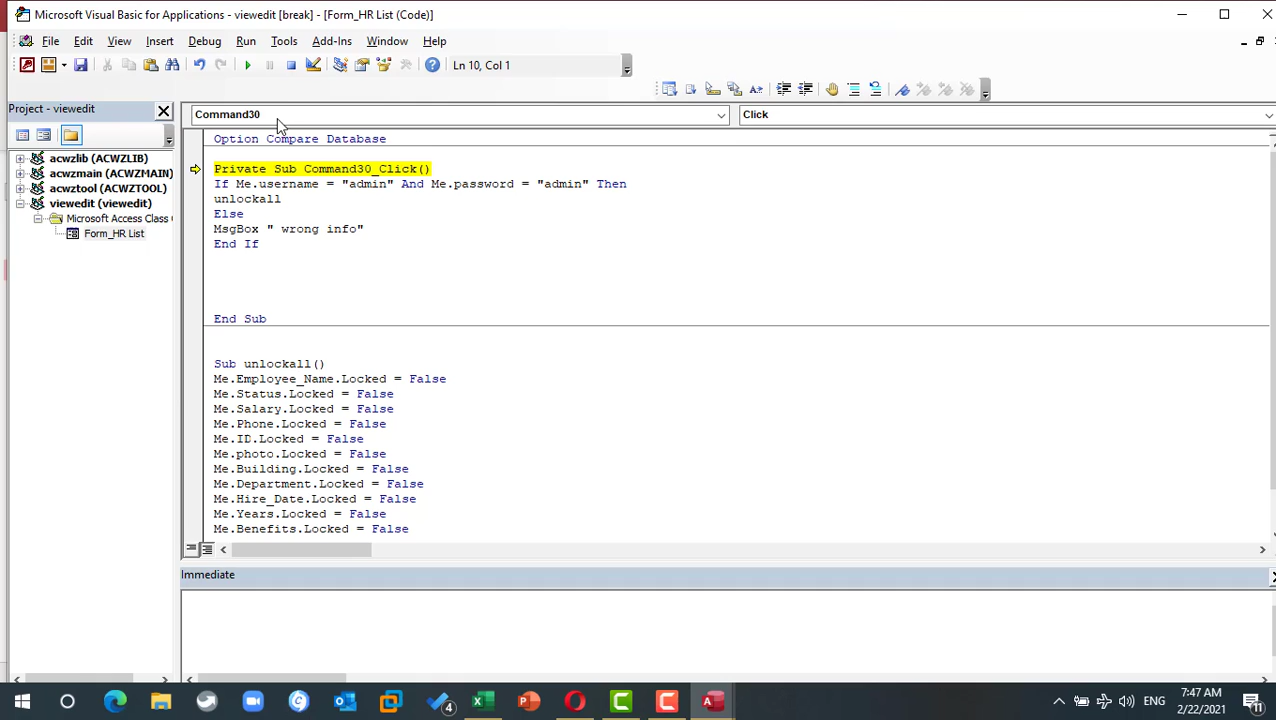 Microsoft Visual Basic for Applications - viewedit [break] - [Form_HR List (Code)]
File Edit View Insert Debug Run Tools Add-Ins Window Help
Ln 10, Col 1
Project - viewedit
Command30
Click
acwzlib (ACWZLIB)
acwzmain (ACWZMAIN)
acwztool (ACWZTOOL)
viewedit (viewedit)
Microsoft Access Class
Form_HR List
Option Compare Database
Private Sub Command30_Click()
If Me.username = "admin" And Me.password = "admin" Then
unlockall
Else
MsgBox " wrong info"
End If
End Sub
Sub unlockall()
Me.Employee_Name.Locked = False
Me.Status.Locked = False
Me.Salary.Locked = False
Me.Phone.Locked = False
Me.ID.Locked = False
Me.photo.Locked = False
Me.Building.Locked = False
Me.Department.Locked = False
Me.Hire_Date.Locked = False
Me.Years.Locked = False
Me.Benefits.Locked = False
Immediate
4
ENG
7:47 AM
2/22/2021
11